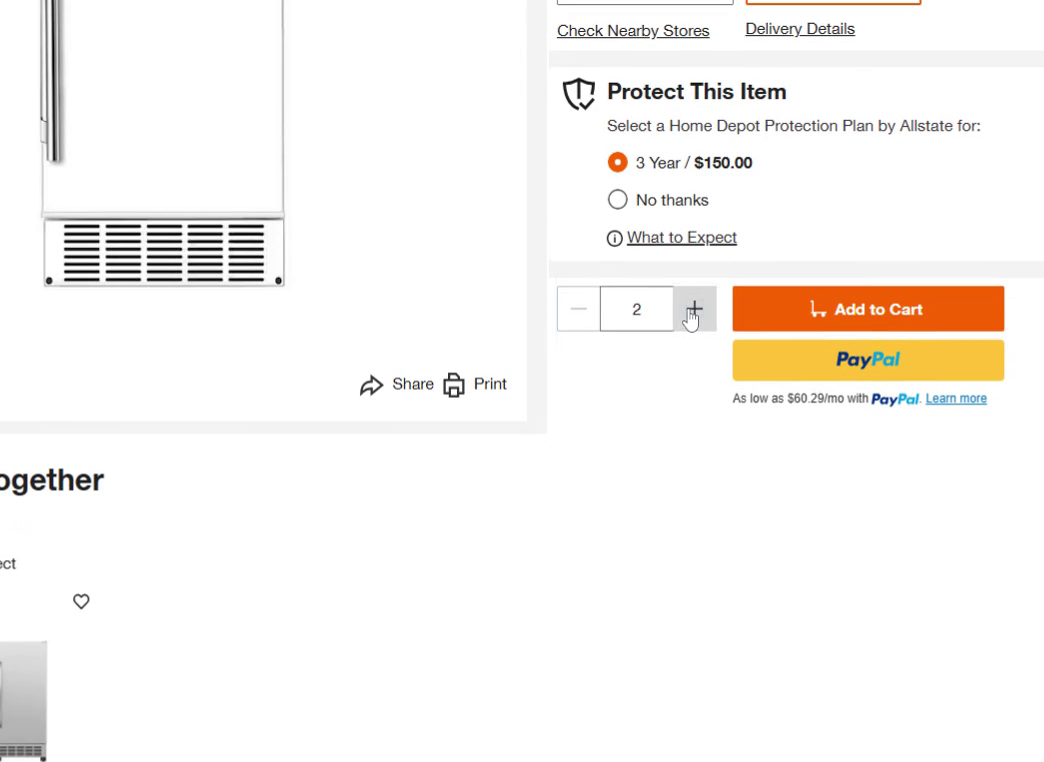 Check Nearby Stores
Delivery Details
Protect This Item
Select a Home Depot Protection Plan by Allstate for:
3 Year / $150.00
No thanks
What to Expect
2
Add to Cart
PayPal
As low as $60.29/mo with PayPal. Learn more
Share
Print
ogether
ect